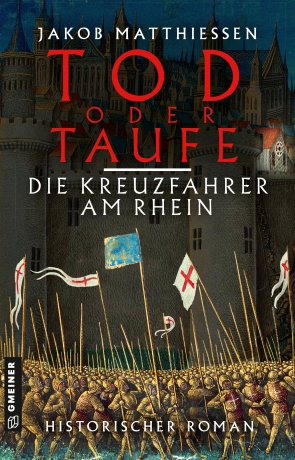 JAKOB MATTHIESSEN
TOD
ODER
TAUFE
DIE KREUZFAHRER
AM RHEIN
HISTORISCHER ROMAN
GMEINER